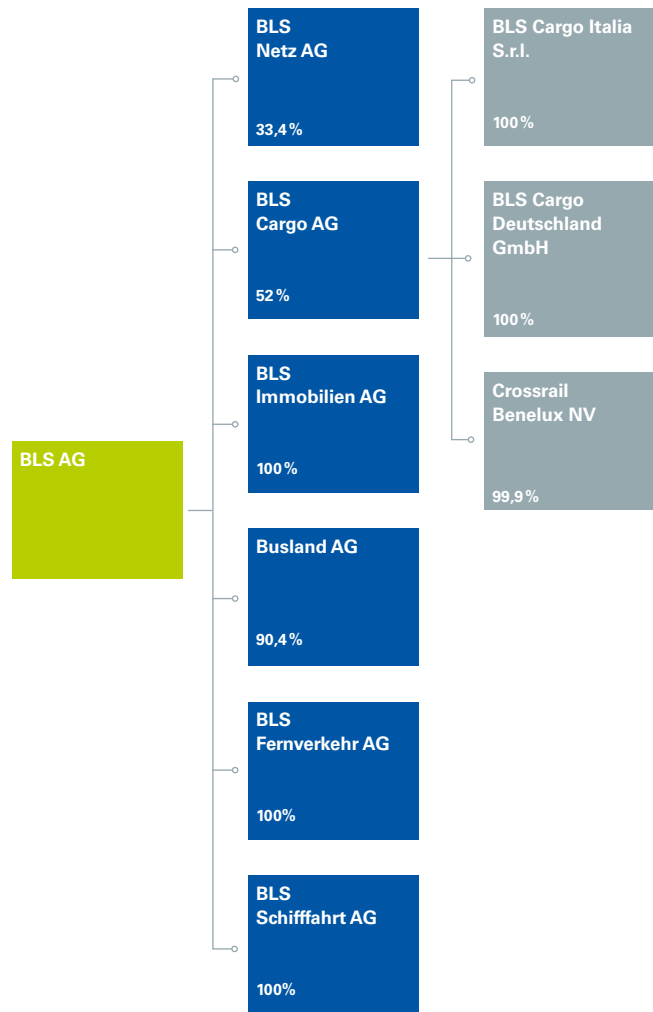 BLS AG
BLS
Netz AG
33,4 %
BLS
Cargo AG
52 %
BLS
Immobilien AG
100 %
Busland AG
90,4 %
BLS
Fernverkehr AG
100%
BLS
Schifffahrt AG
100%
BLS Cargo Italia
S.r.l.
100 %
BLS Cargo
Deutschland
GmbH
100 %
Crossrail
Benelux NV
99,9 %